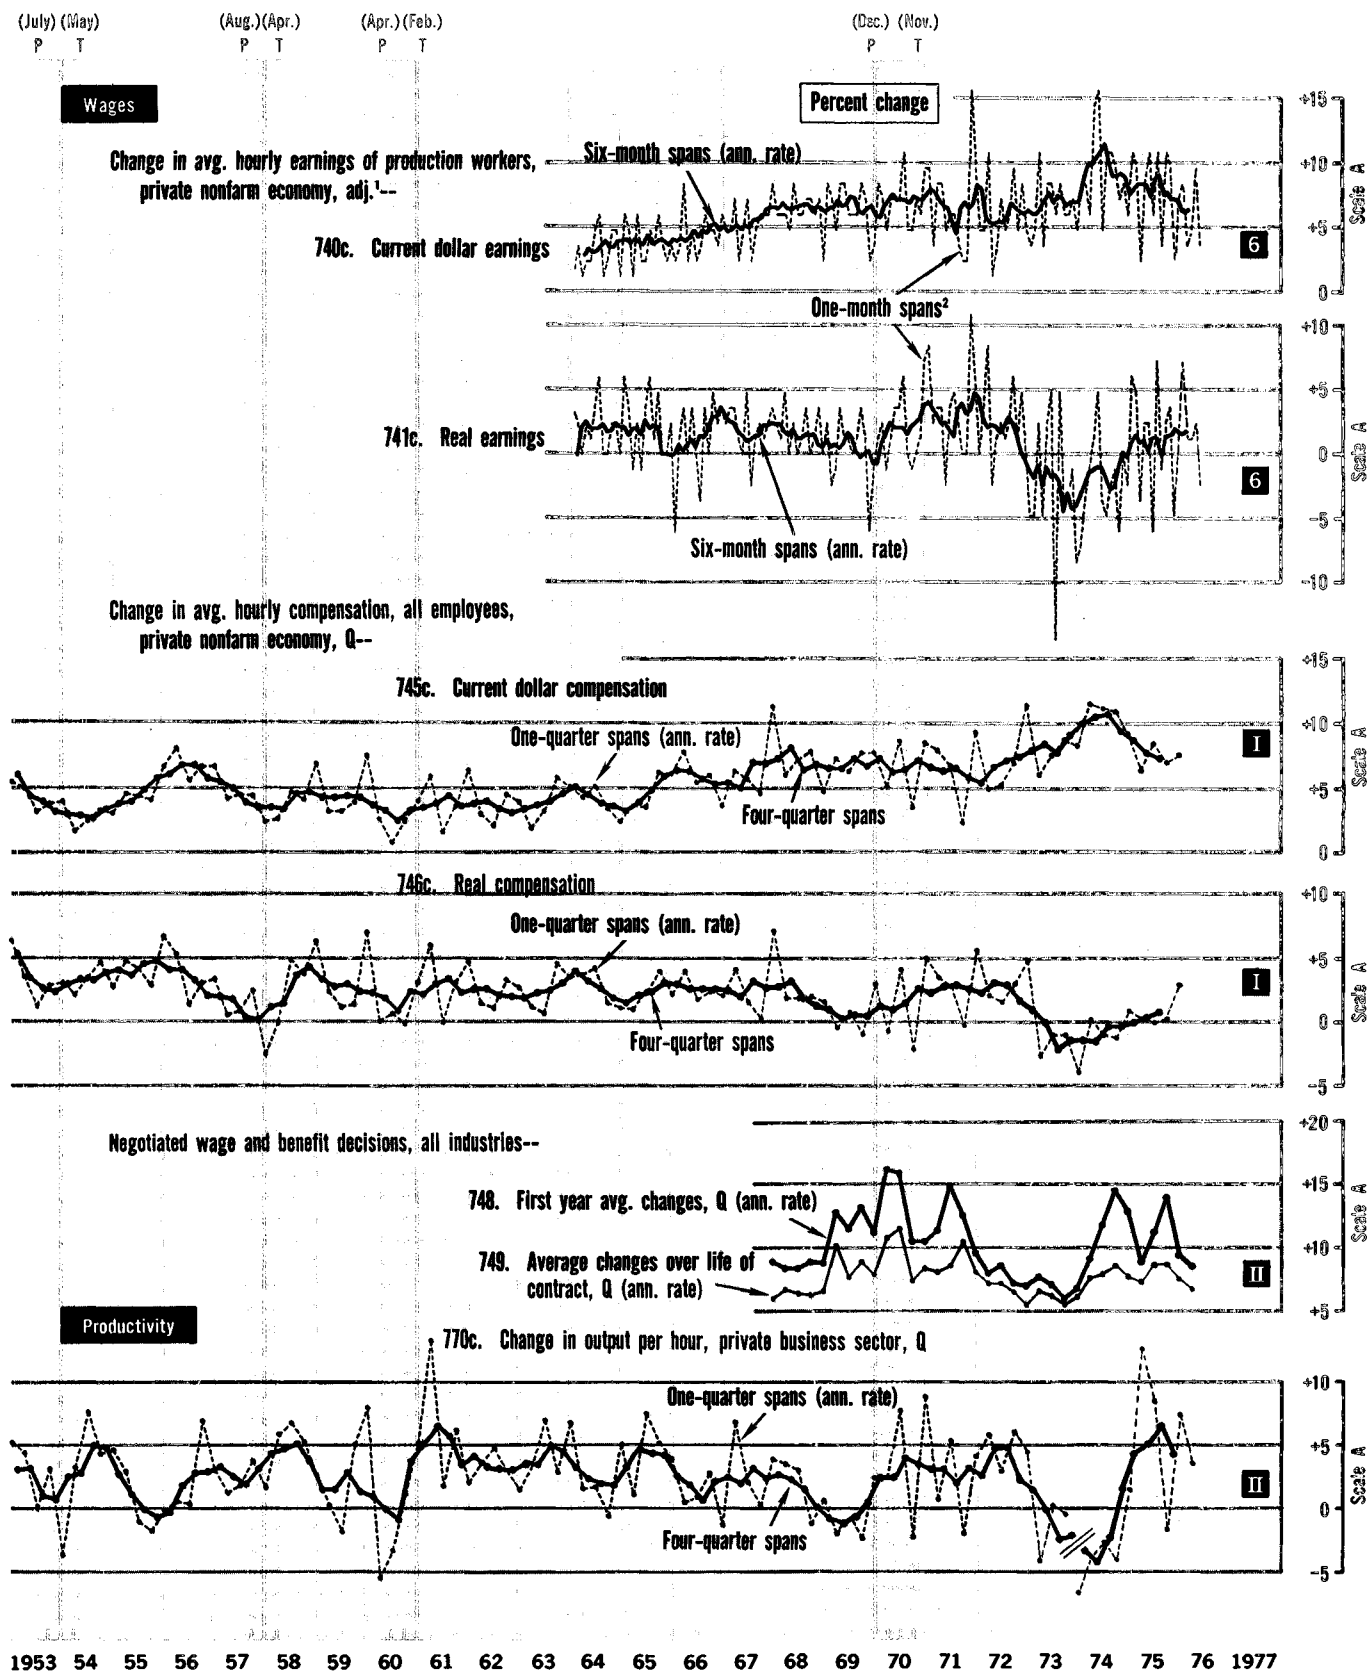 (July) (May) (Aug.) (Apr.) (Apr.) (Feb.) (Dec.) (Nov.)
P T P T P T P T
Wages
Percent change
+15
Change in avg. hourly earnings of production workers,
private nonfarm economy, adj.¹--
Six-month spans (ann. rate)
+10
Scale A
740c. Current dollar earnings
+5
6
0
One-month spans²
+10
+5
741c. Real earnings
0
Scale A
6
Six-month spans (ann. rate)
-5
-10
Change in avg. hourly compensation, all employees,
private nonfarm economy, Q--
+15
745c. Current dollar compensation
+10
One-quarter spans (ann. rate)
I
Scale A
+5
Four-quarter spans
0
746c. Real compensation
+10
One-quarter spans (ann. rate)
+5
I
Scale A
0
Four-quarter spans
-5
+20
Negotiated wage and benefit decisions, all industries--
748. First year avg. changes, Q (ann. rate)
+15
Scale A
749. Average changes over life of
contract, Q (ann. rate)
+10
II
+5
Productivity
770c. Change in output per hour, private business sector, Q
+10
One-quarter spans (ann. rate)
+5
II
Scale A
0
Four-quarter spans
-5
1953 54 55 56 57 58 59 60 61 62 63 64 65 66 67 68 69 70 71 72 73 74 75 76 1977